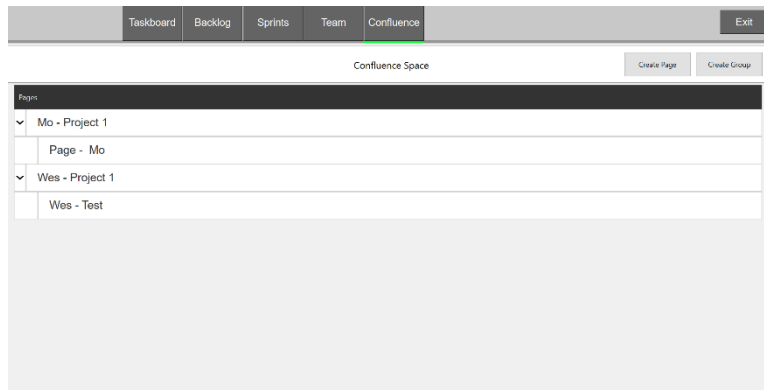 Taskboard Backlog Sprints Team Confluence Exit
Confluence Space Create Page Create Group
Pages
Mo - Project 1
Page - Mo
Wes - Project 1
Wes - Test